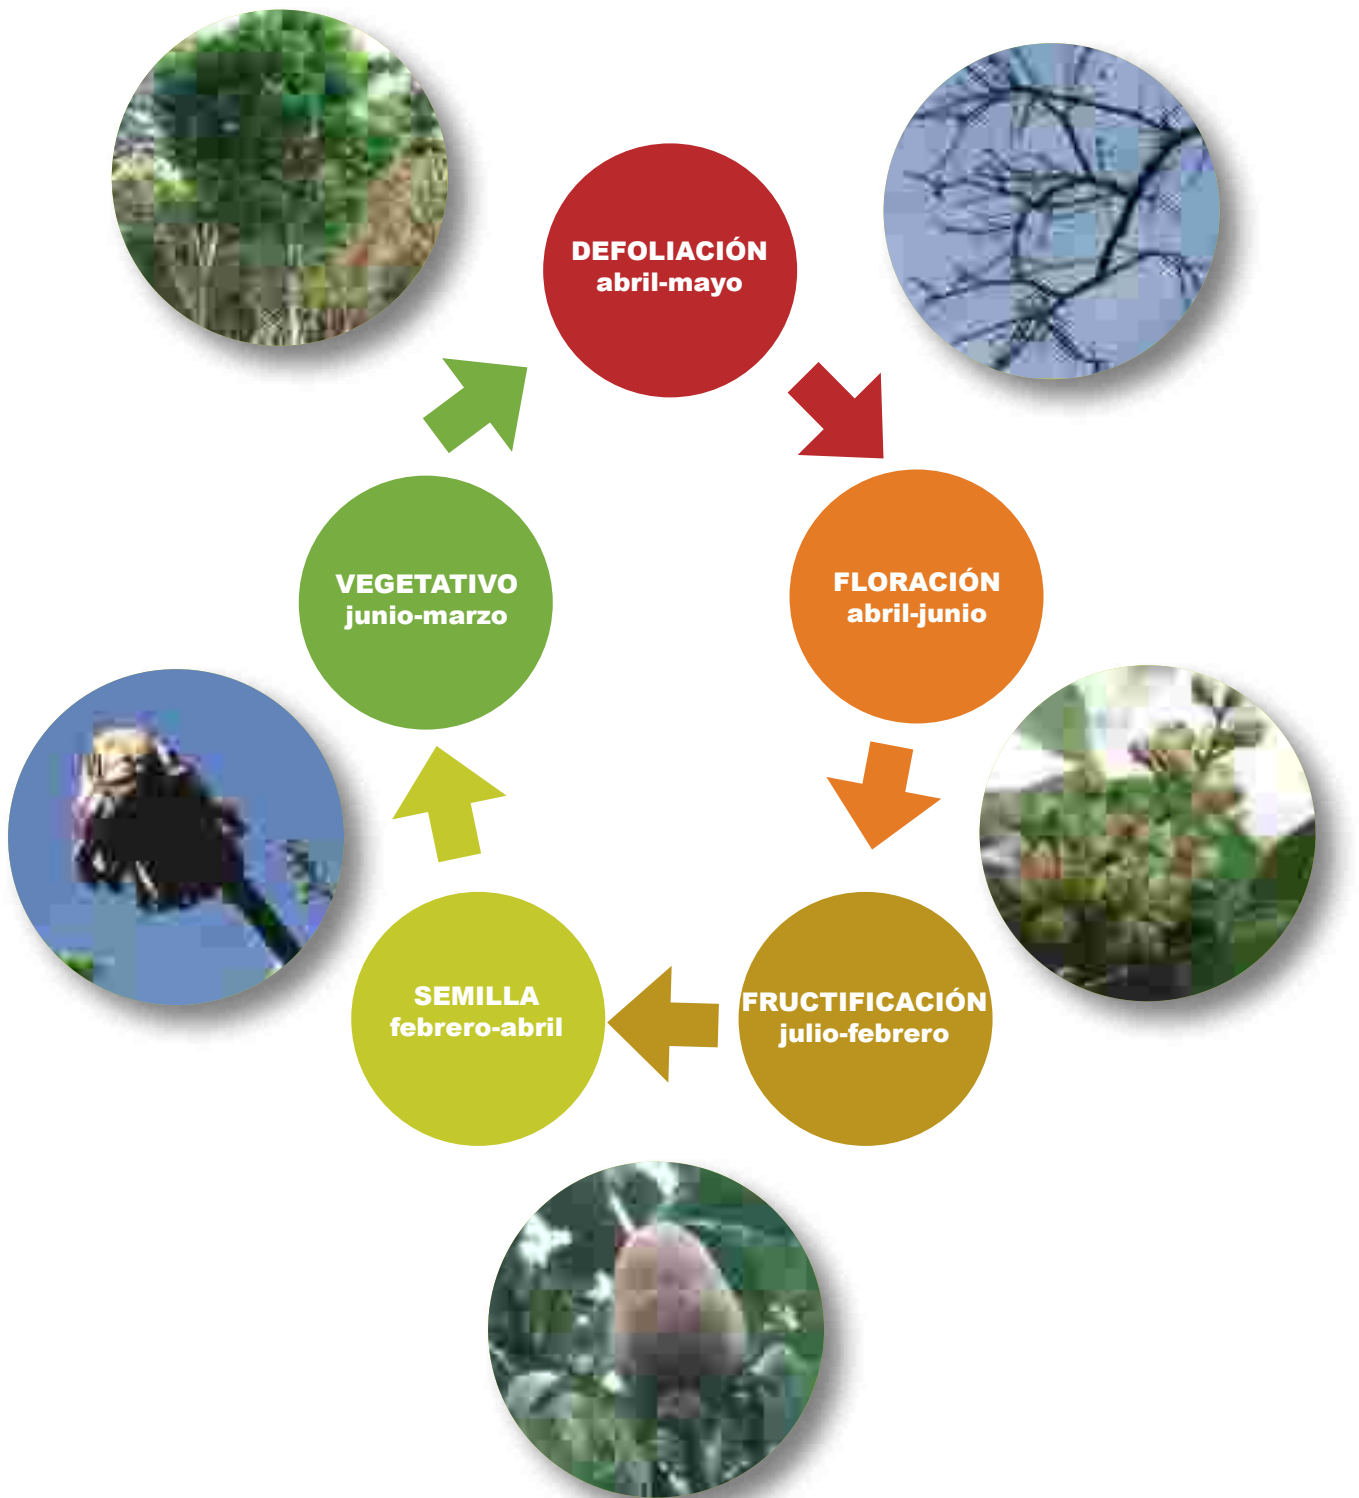 DEFOLIACIÓN
abril-mayo
FLORACIÓN
abril-junio
FRUCTIFICACIÓN
julio-febrero
SEMILLA
febrero-abril
VEGETATIVO
junio-marzo